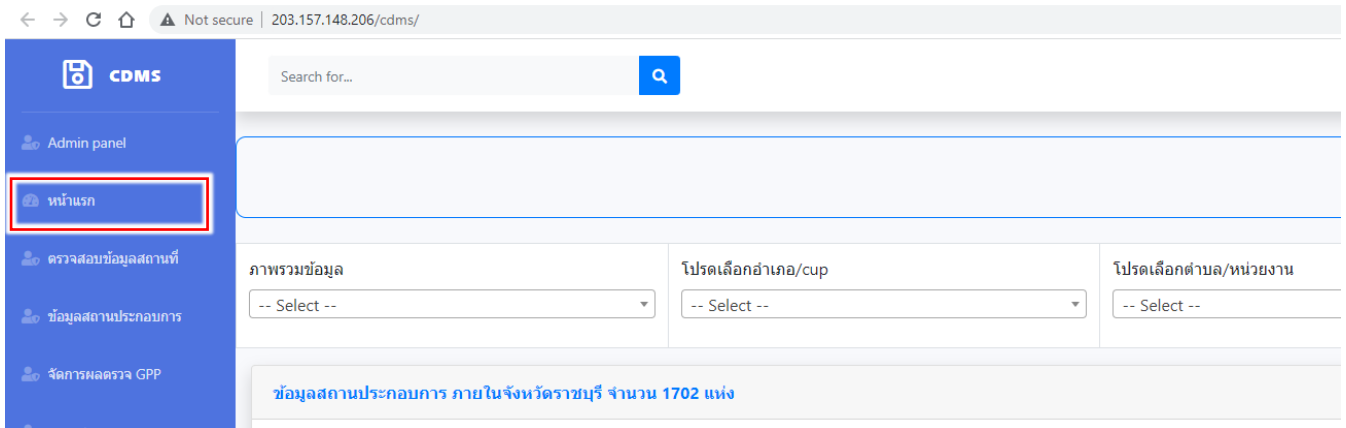 Not secure | 203.157.148.206/cdms/
CDMS
Search for...
Admin panel
หน้าแรก
ตรวจสอบข้อมูลสถานที่
ข้อมูลสถานประกอบการ
จัดการผลตรวจ GPP
ภาพรวมข้อมูล
-- Select --
โปรดเลือกอำเภอ/cup
-- Select --
โปรดเลือกตำบล/หน่วยงาน
-- Select --
ข้อมูลสถานประกอบการ ภายในจังหวัดราชบุรี จำนวน 1702 แห่ง